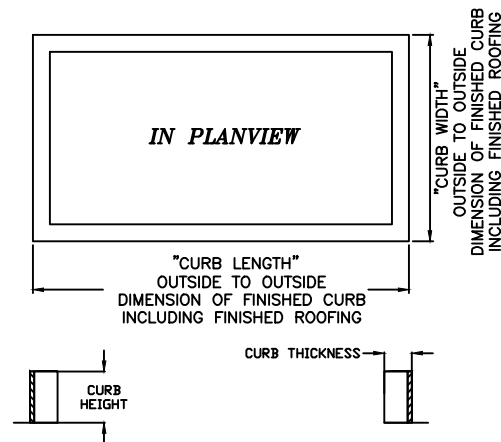 IN PLANVIEW
"CURB WIDTH"
OUTSIDE TO OUTSIDE
DIMENSION OF FINISHED CURB
INCLUDING FINISHED ROOFING
"CURB LENGTH"
OUTSIDE TO OUTSIDE
DIMENSION OF FINISHED CURB
INCLUDING FINISHED ROOFING
CURB THICKNESS
CURB
HEIGHT